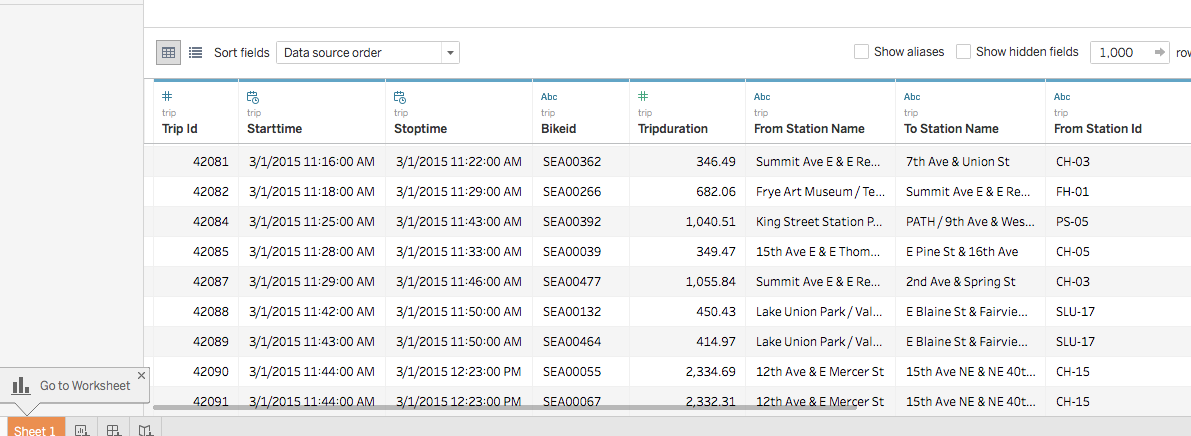 Sort fields Data source order Show aliases Show hidden fields 1,000 row
# Abc # Abc Abc Abc
trip trip trip trip trip trip trip trip
Trip Id Starttime Stoptime Bikeid Tripduration From Station Name To Station Name From Station Id
42081 3/1/2015 11:16:00 AM 3/1/2015 11:22:00 AM SEA00362 346.49 Summit Ave E & E Re... 7th Ave & Union St CH-03
42082 3/1/2015 11:18:00 AM 3/1/2015 11:29:00 AM SEA00266 682.06 Frye Art Museum / Te... Summit Ave E & E Re... FH-01
42084 3/1/2015 11:25:00 AM 3/1/2015 11:43:00 AM SEA00392 1,040.51 King Street Station P... PATH / 9th Ave & Wes... PS-05
42085 3/1/2015 11:28:00 AM 3/1/2015 11:33:00 AM SEA00039 349.47 15th Ave E & E Thom... E Pine St & 16th Ave CH-05
42087 3/1/2015 11:29:00 AM 3/1/2015 11:46:00 AM SEA00477 1,055.84 Summit Ave E & E Re... 2nd Ave & Spring St CH-03
42088 3/1/2015 11:42:00 AM 3/1/2015 11:50:00 AM SEA00132 450.43 Lake Union Park / Val... E Blaine St & Fairvie... SLU-17
42089 3/1/2015 11:43:00 AM 3/1/2015 11:50:00 AM SEA00464 414.97 Lake Union Park / Val... E Blaine St & Fairvie... SLU-17
42090 3/1/2015 11:44:00 AM 3/1/2015 12:23:00 PM SEA00055 2,334.69 12th Ave & E Mercer St 15th Ave NE & NE 40t... CH-15
42091 3/1/2015 11:44:00 AM 3/1/2015 12:23:00 PM SEA00067 2,332.31 12th Ave & E Mercer St 15th Ave NE & NE 40t... CH-15
Go to Worksheet
Sheet 1